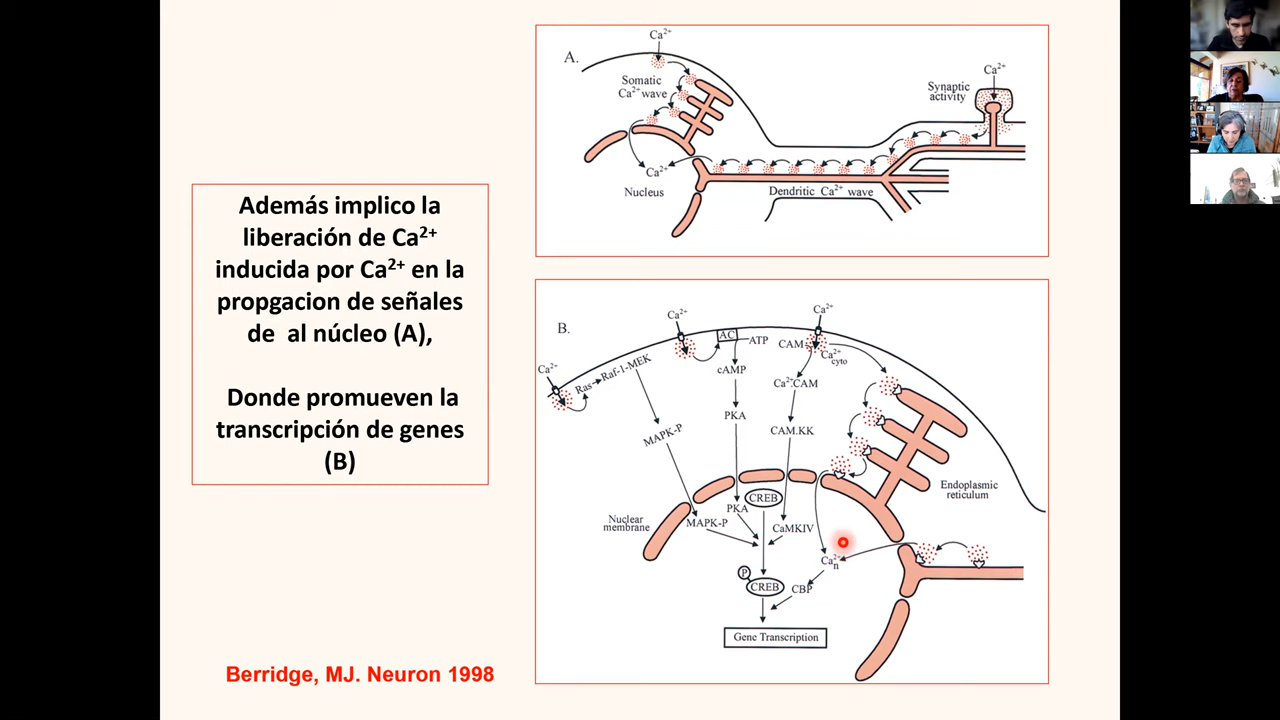 Además implico la
liberación de Ca2+
inducida por Ca2+ en la
propgacion de señales
de al núcleo (A),
Donde promueven la
transcripción de genes
(B)
Berridge, MJ. Neuron 1998
A.
Ca2+
Somatic
Ca2+ wave
Ca2+
Nucleus
Dendritic Ca2+ wave
Synaptic
activity
Ca2+
B.
Ca2+
Ca2+
Ca2+
AC
ATP
CAM
Ca2+
cyto
Ras
Raf-1-MEK
cAMP
Ca2+CAM
MAPK-P
PKA
CAM.KK
Endoplasmic
reticulum
Nuclear
membrane
CREB
PKA
MAPK-P
CaMKIV
Ca2+n
P
CREB
CBP
Gene Transcription